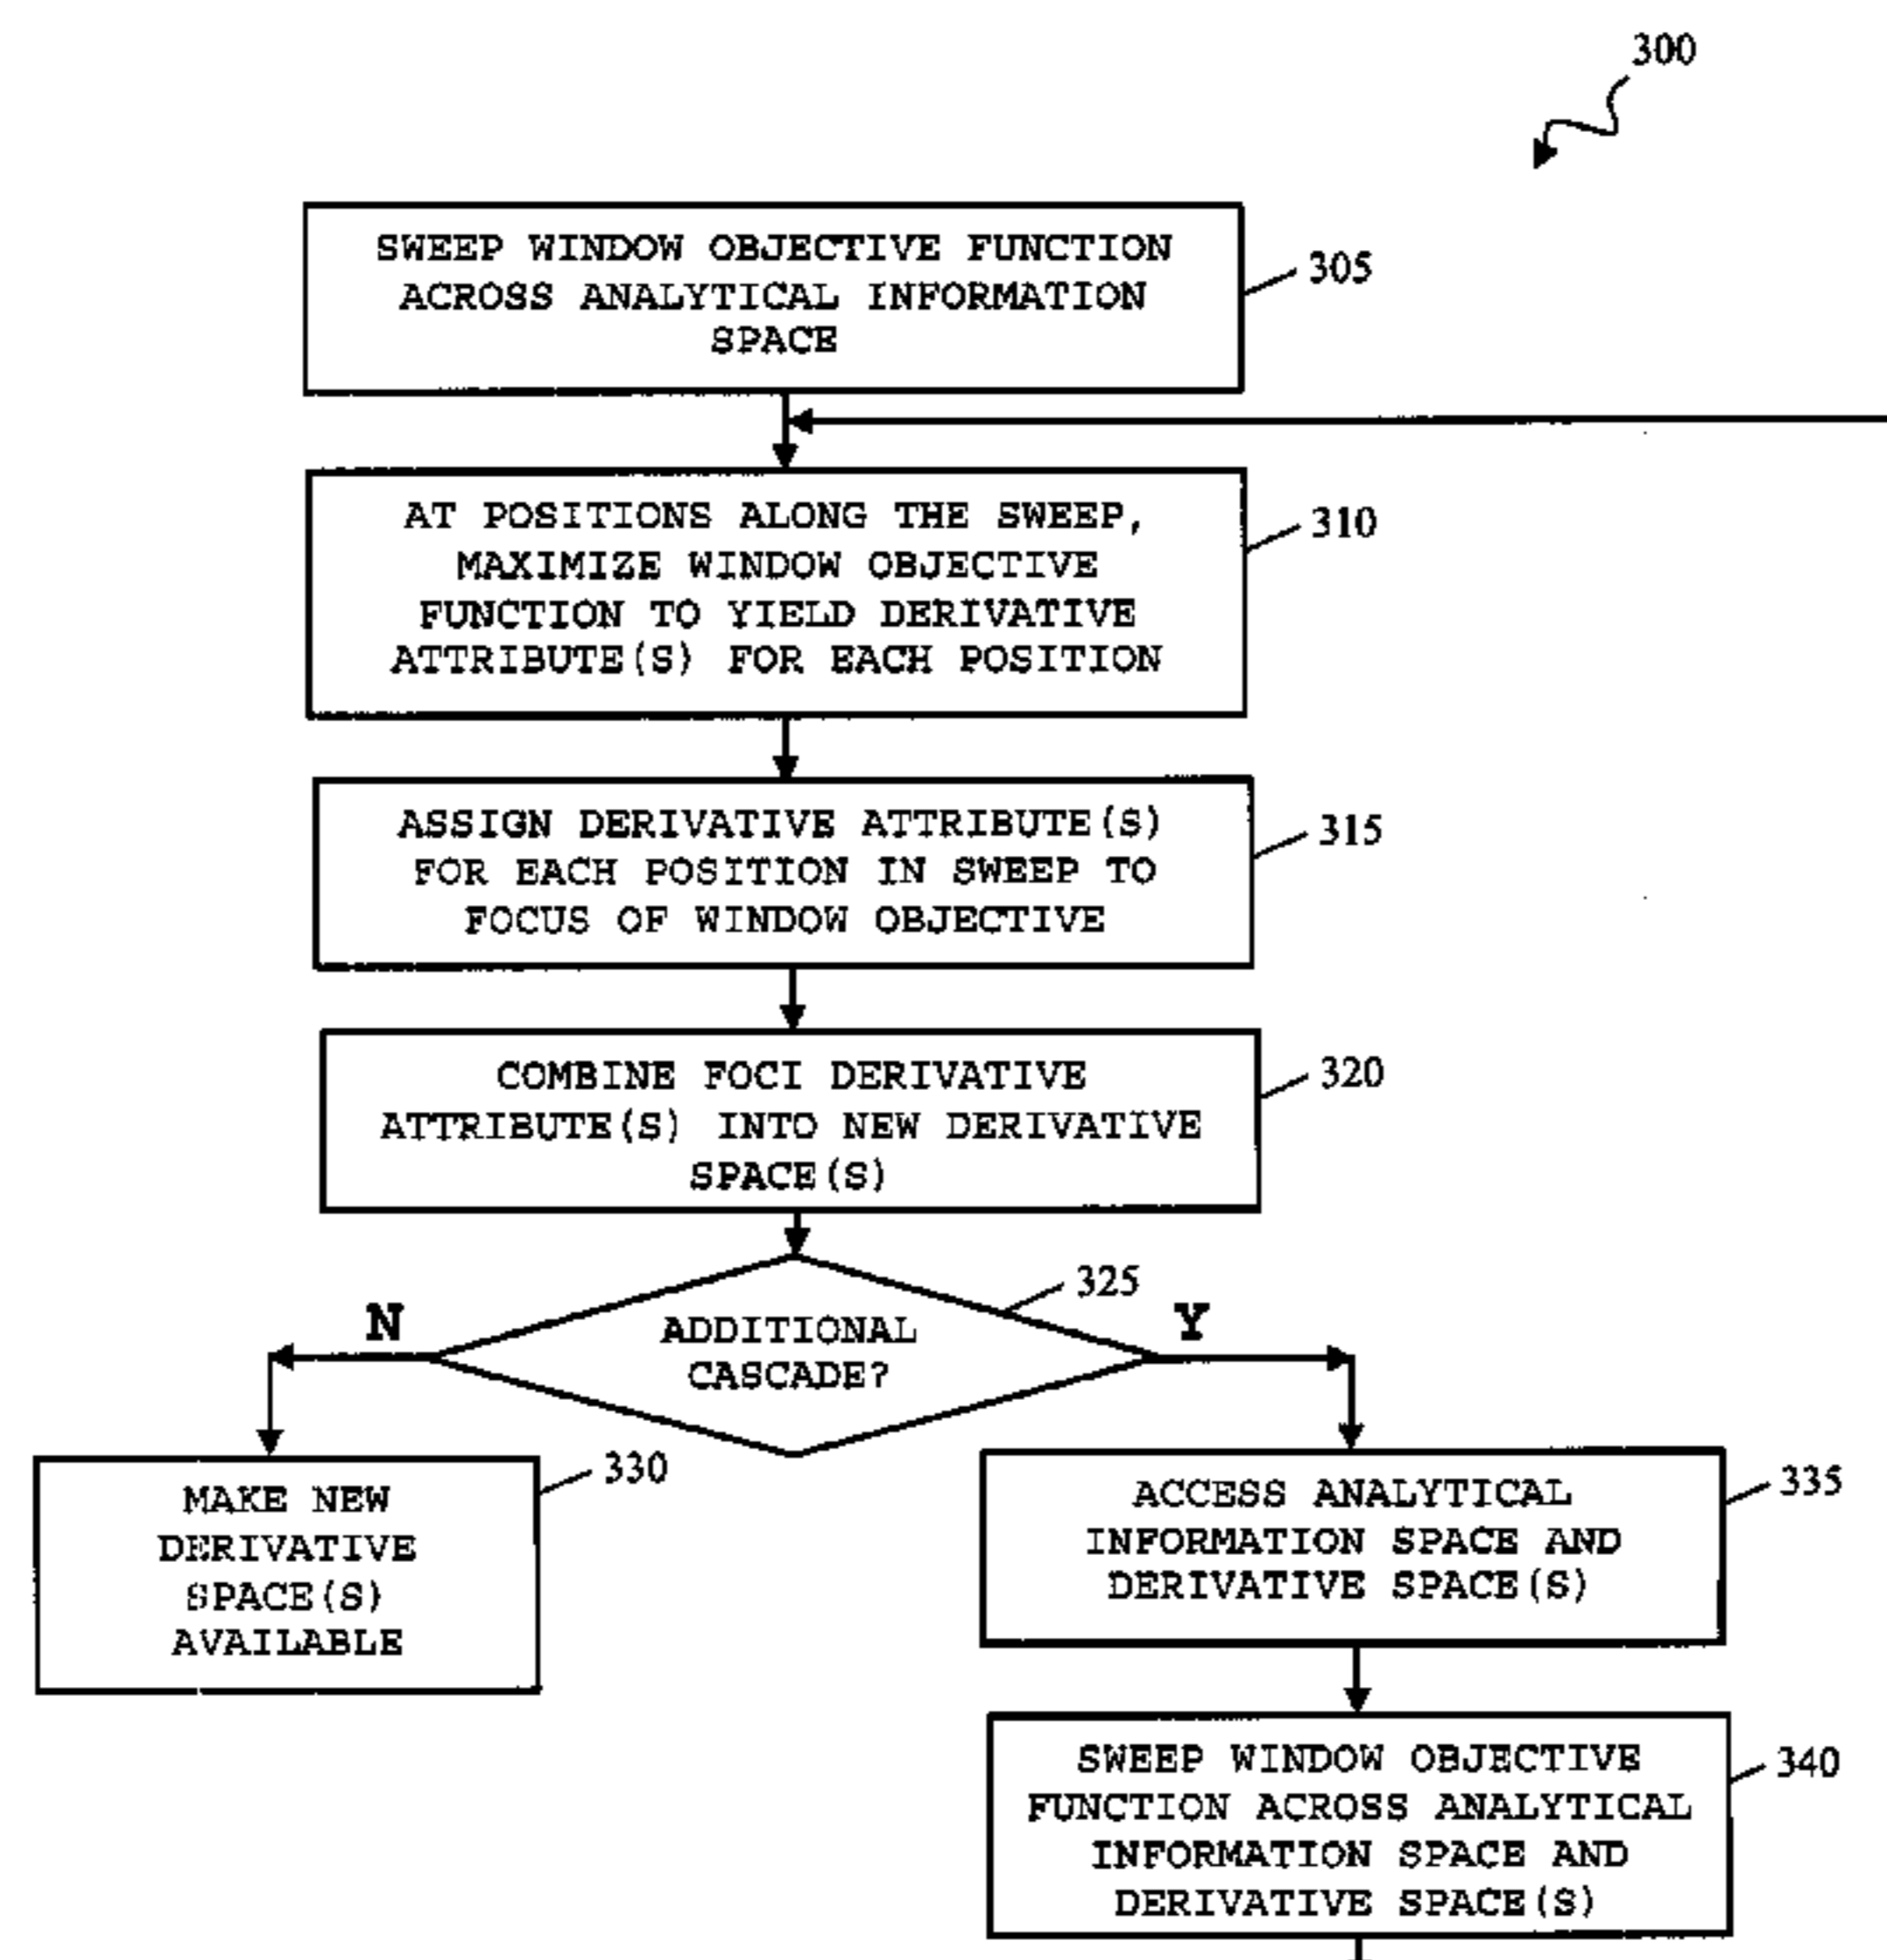 300
SWEEP WINDOW OBJECTIVE FUNCTION
ACROSS ANALYTICAL INFORMATION
SPACE
305
AT POSITIONS ALONG THE SWEEP,
MAXIMIZE WINDOW OBJECTIVE
FUNCTION TO YIELD DERIVATIVE
ATTRIBUTE(S) FOR EACH POSITION
310
ASSIGN DERIVATIVE ATTRIBUTE(S)
FOR EACH POSITION IN SWEEP TO
FOCUS OF WINDOW OBJECTIVE
315
COMBINE FOCI DERIVATIVE
ATTRIBUTE(S) INTO NEW DERIVATIVE
SPACE(S)
320
325
N
ADDITIONAL
CASCADE?
Y
MAKE NEW
DERIVATIVE
SPACE(S)
AVAILABLE
330
ACCESS ANALYTICAL
INFORMATION SPACE AND
DERIVATIVE SPACE(S)
335
SWEEP WINDOW OBJECTIVE
FUNCTION ACROSS ANALYTICAL
INFORMATION SPACE AND
DERIVATIVE SPACE(S)
340